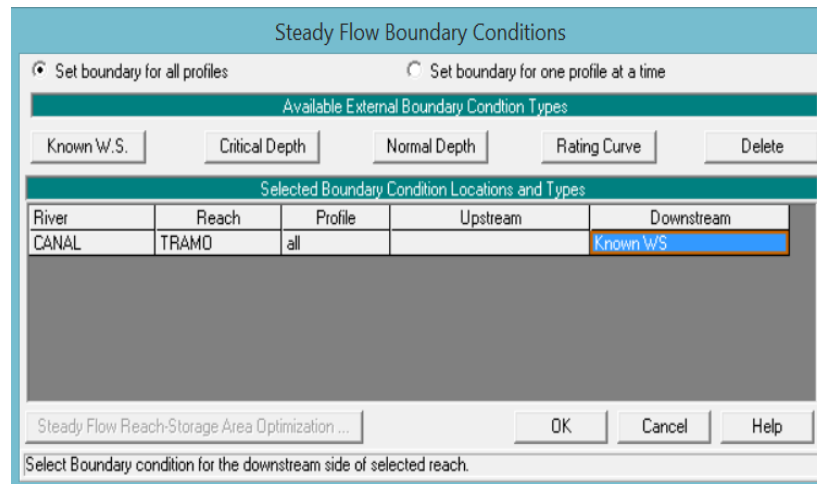 Steady Flow Boundary Conditions
Set boundary for all profiles Set boundary for one profile at a time
Available External Boundary Condtion Types
Known W.S. Critical Depth Normal Depth Rating Curve Delete
Selected Boundary Condition Locations and Types
River Reach Profile Upstream Downstream
CANAL TRAMO all Known WS
Steady Flow Reach-Storage Area Optimization ... OK Cancel Help
Select Boundary condition for the downstream side of selected reach.